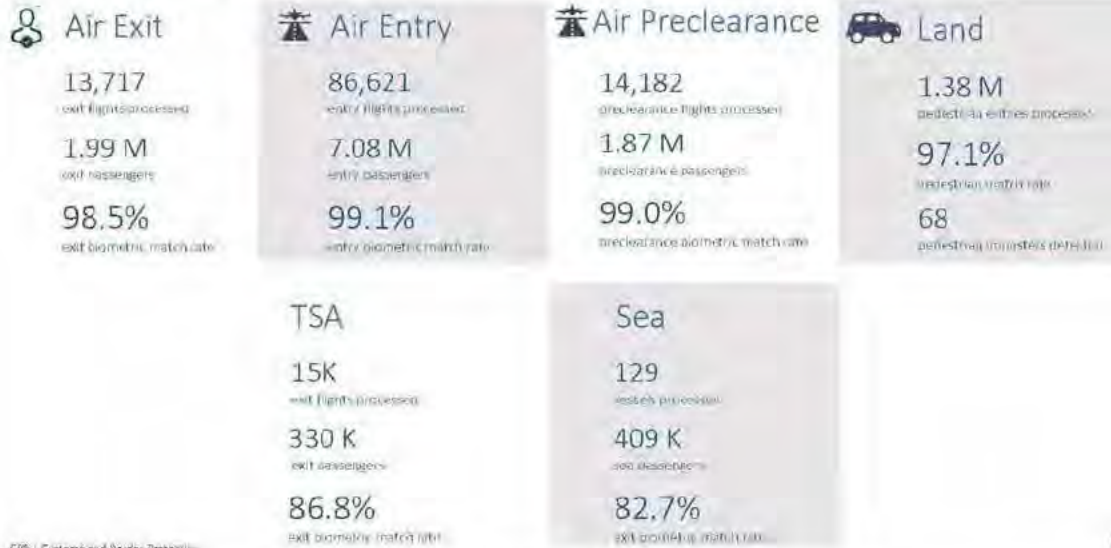 Air Exit
13,717
exit flights processed
1.99 M
exit passengers
98.5%
exit biometric match rate
Air Entry
86,621
entry flights processed
7.08 M
entry passengers
99.1%
entry biometric match rate
Air Preclearance
14,182
preclearance flights processed
1.87 M
preclearance passengers
99.0%
preclearance biometric match rate
Land
1.38 M
pedestrian entries processed
97.1%
pedestrian match rate
68
pedestrian imposters detected
TSA
15K
exit flights processed
330 K
exit passengers
86.8%
exit biometric match rate
Sea
129
vessels processed
409 K
sea passengers
82.7%
exit biometric match rate
Customs and Border Protection